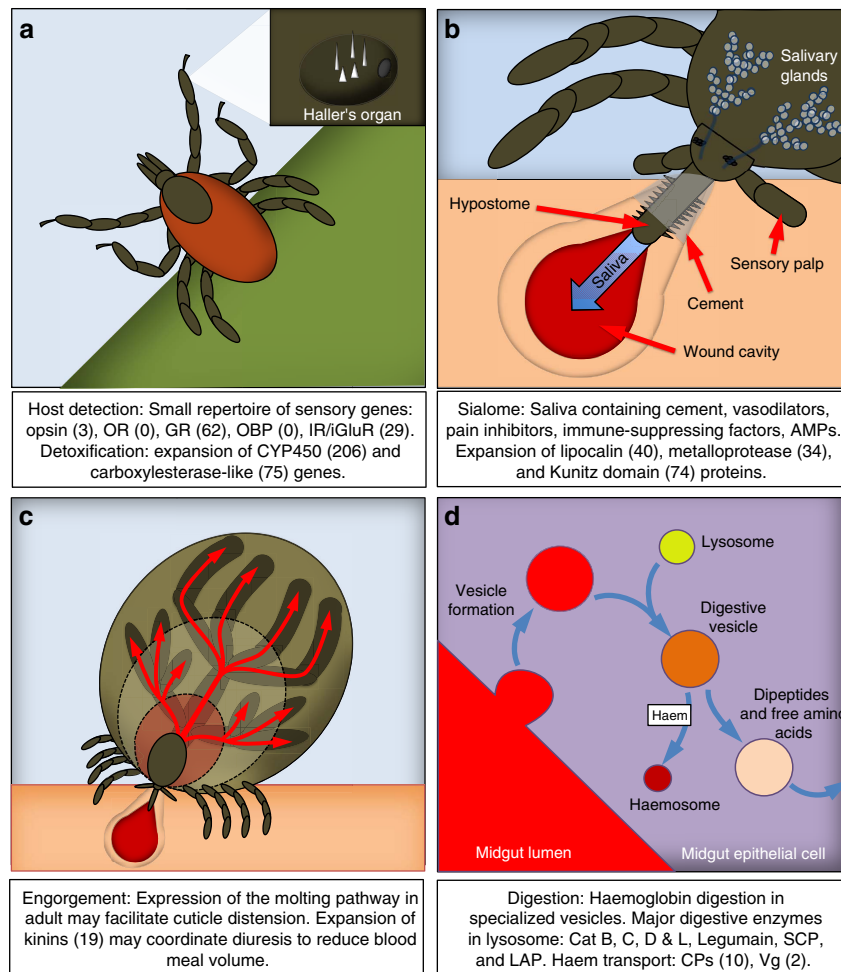 a
Haller's organ
Host detection: Small repertoire of sensory genes:
opsin (3), OR (0), GR (62), OBP (0), IR/iGluR (29).
Detoxification: expansion of CYP450 (206) and
carboxylesterase-like (75) genes.
b
Salivary
glands
Hypostome
Saliva
Sensory palp
Cement
Wound cavity
Sialome: Saliva containing cement, vasodilators,
pain inhibitors, immune-suppressing factors, AMPs.
Expansion of lipocalin (40), metalloprotease (34),
and Kunitz domain (74) proteins.
c
Engorgement: Expression of the molting pathway in
adult may facilitate cuticle distension. Expansion of
kinins (19) may coordinate diuresis to reduce blood
meal volume.
d
Lysosome
Vesicle
formation
Digestive
vesicle
Haem
Dipeptides
and free amino
acids
Haemosome
Midgut lumen
Midgut epithelial cell
Digestion: Haemoglobin digestion in
specialized vesicles. Major digestive enzymes
in lysosome: Cat B, C, D & L, Legumain, SCP,
and LAP. Haem transport: CPs (10), Vg (2).